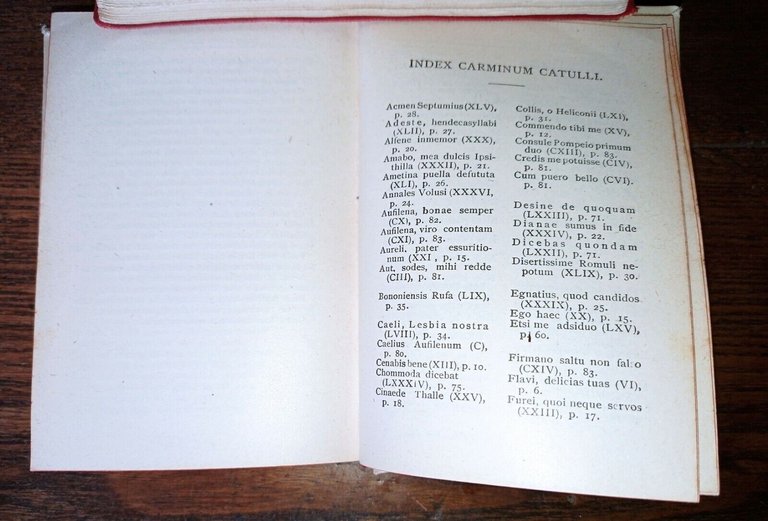 INDEX CARMINUM CATULLI.
Acmen Septumius (XLV),
p. 28.
Adeste, hendecasyllabi
(XLII), p. 27.
Alfene inmemor (XXX),
p. 20.
Amabo, mea dulcis Ipsi-
thilla (XXXII), p. 21.
Ametina puella defututa
(XLI), p. 26.
Annales Volusi (XXXVI,
p. 24.
Aufilena, bonae semper
(CX), p. 82.
Aufilena, viro contentam
(CXI), p. 83.
Aureli, pater essuritio-
num (XXI , p. 15.
Aut, sodes, mihi redde
(CIII), p. 81.
Bononiensis Rufa (LIX),
p. 35.
Caeli, Lesbia nostra
(LVIII), p. 34.
Caelius Aufilenum (C),
p. 80.
Cenabis bene (XIII), p. 10.
Chommoda dicebat
(LXXXIV), p. 75.
Cinaede Thalle (XXV),
p. 18.
Collis, o Heliconii (LXI),
p. 31.
Commendo tibi me (XV),
p. 12.
Consule Pompeio primum
duo (CXIII), p. 83.
Credis me potuisse (CIV),
p. 81.
Cum puero bello (CVI).
p. 81.
Desine de quoquam
(LXXIII), p. 71.
Dianae sumus in fide
(XXXIV), p. 22.
Dicebas quondam
(LXXII), p. 71.
Disertissime Romuli ne-
potum (XLIX), p. 30.
Egnatius, quod candidos
(XXXIX), p. 25.
Ego haec (XX), p. 15.
Etsi me adsiduo (LXV),
p. 60.
Firmano saltu non falso
(CXIV), p. 83.
Flavi, delicias tuas (VI),
p. 6.
Furei, quoi neque servos
(XXIII), p. 17.